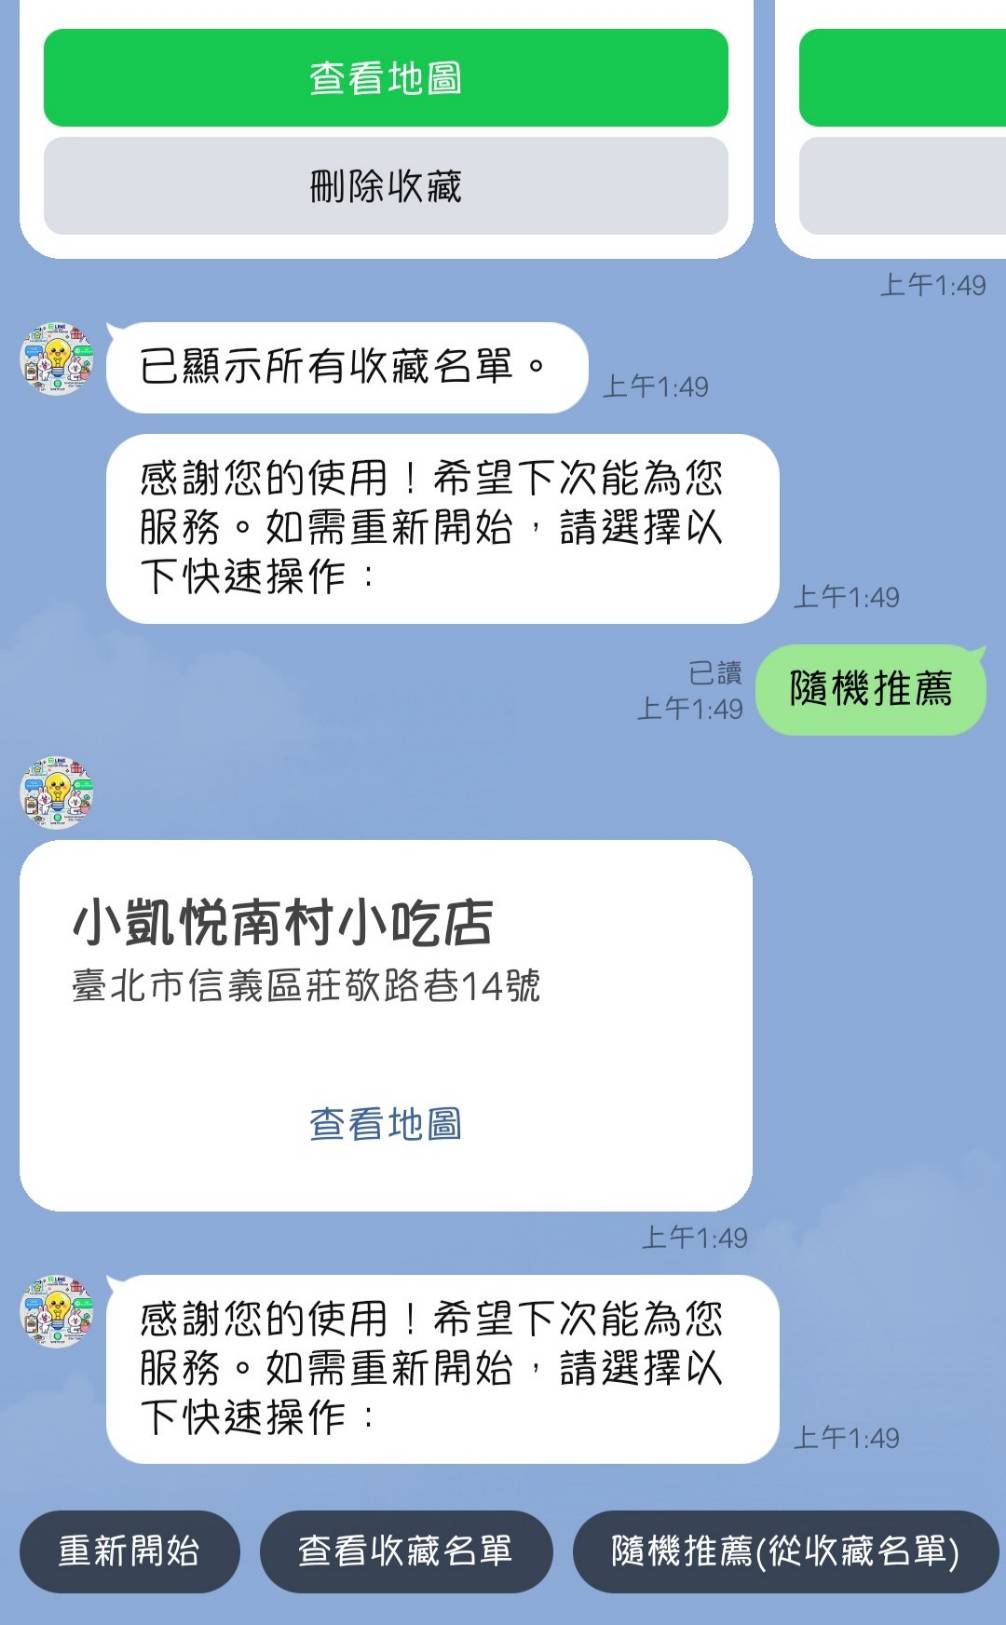 查看地圖
刪除收藏
上午1:49
已顯示所有收藏名單。
上午1:49
感謝您的使用！希望下次能為您
服務。如需重新開始，請選擇以
下快速操作：
上午1:49
已讀
上午1:49
隨機推薦
小凱悅南村小吃店
臺北市信義區莊敬路巷14號
查看地圖
上午1:49
感謝您的使用！希望下次能為您
服務。如需重新開始，請選擇以
下快速操作：
上午1:49
重新開始
查看收藏名單
隨機推薦(從收藏名單)